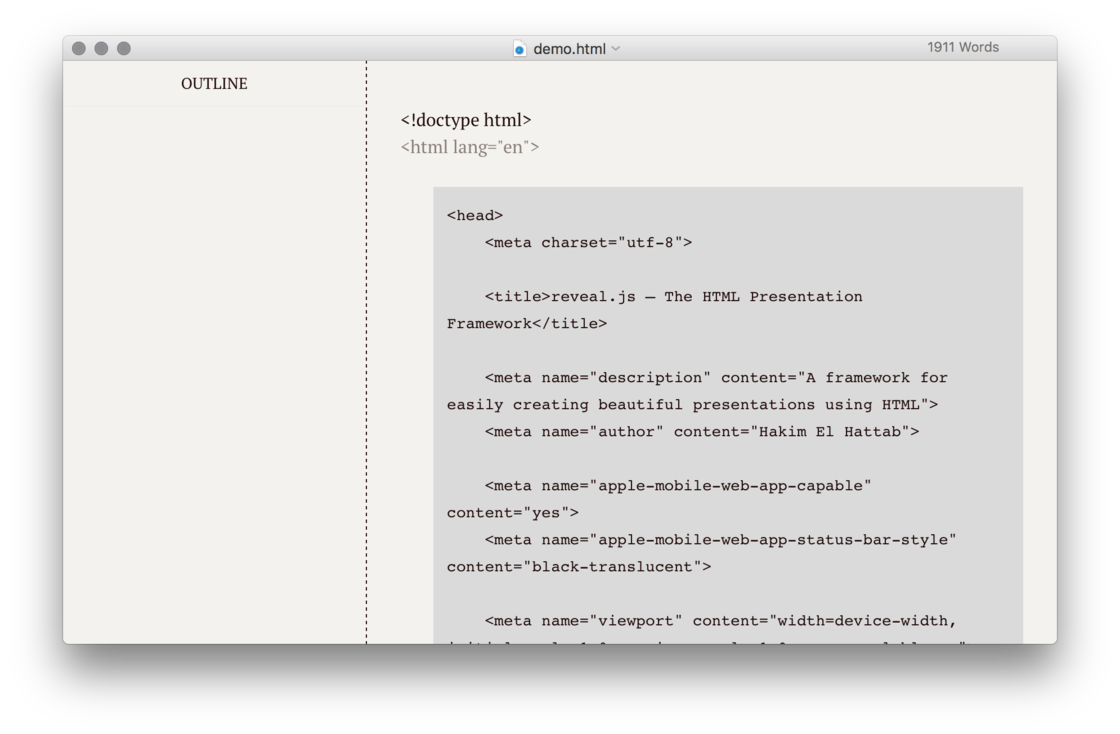 demo.html
1911 Words
OUTLINE
<!doctype html>
<html lang="en">
<head>
<meta charset="utf-8">
<title>reveal.js – The HTML Presentation
Framework</title>
<meta name="description" content="A framework for
easily creating beautiful presentations using HTML">
<meta name="author" content="Hakim El Hattab">
<meta name="apple-mobile-web-app-capable"
content="yes">
<meta name="apple-mobile-web-app-status-bar-style"
content="black-translucent">
<meta name="viewport" content="width=device-width,